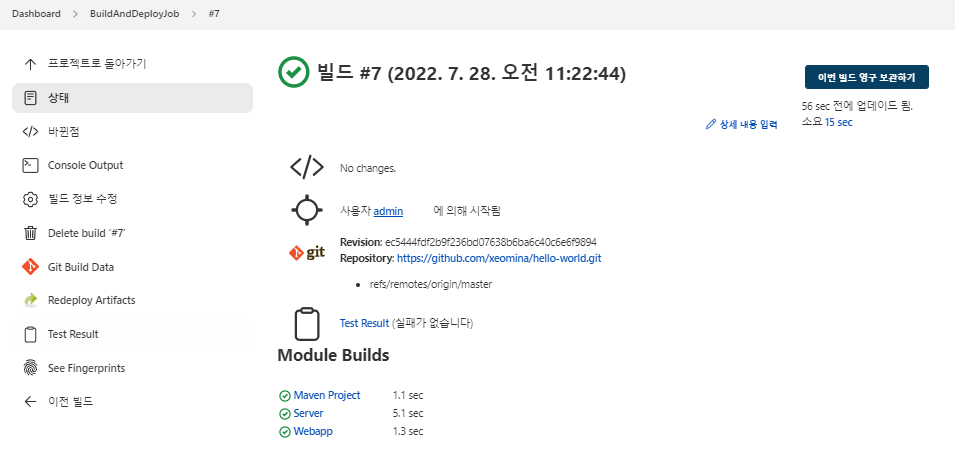 Dashboard > BuildAndDeployJob > #7
프로젝트로 돌아가기
상태
바뀐점
Console Output
빌드 정보 수정
Delete build '#7'
Git Build Data
Redeploy Artifacts
Test Result
See Fingerprints
이전 빌드
빌드 #7 (2022. 7. 28. 오전 11:22:44)
이번 빌드 영구 보관하기
56 sec 전에 업데이드 됨.
소요 15 sec
상세 내용 입력
No changes.
사용자 admin 에 의해 시작됨
git
Revision: ec5444fdf2b9f236bd07638b6ba6c40c6e6f9894
Repository: https://github.com/xeomina/hello-world.git
• refs/remotes/origin/master
Test Result (실패가 없습니다)
Module Builds
Maven Project 1.1 sec
Server 5.1 sec
Webapp 1.3 sec